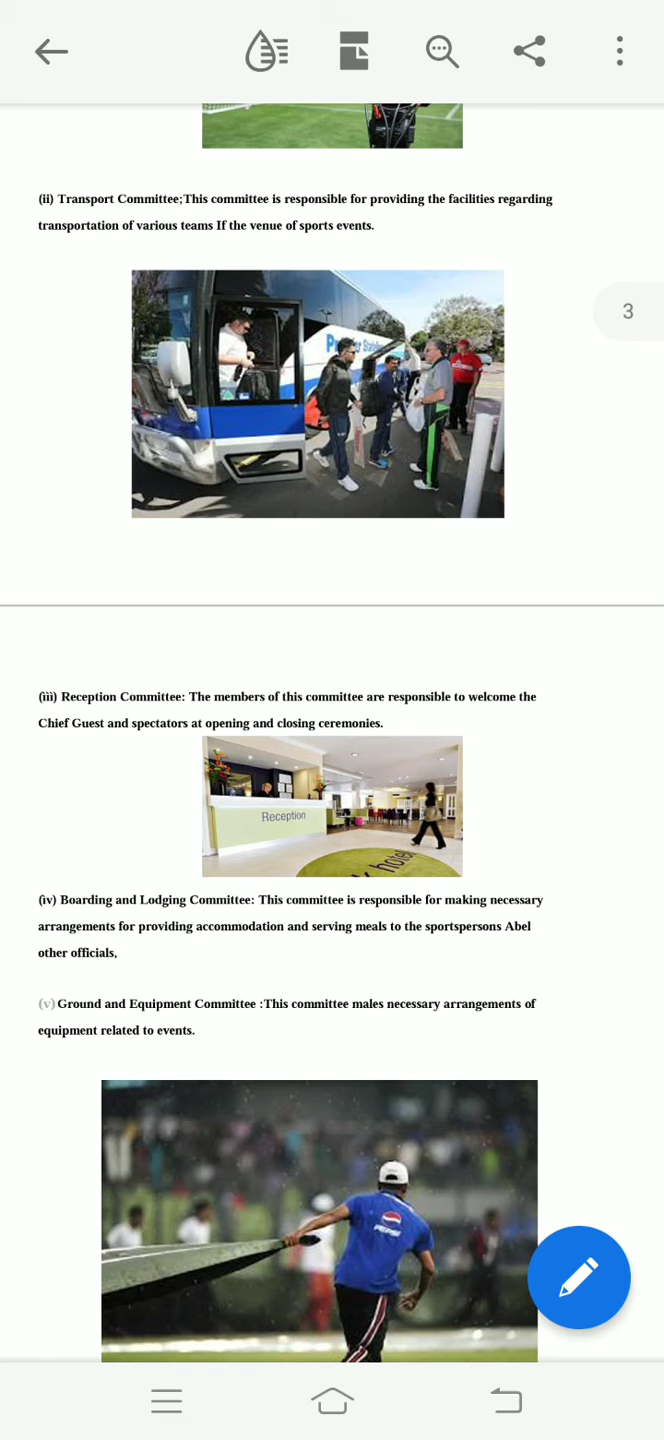 (ii) Transport Committee;This committee is responsible for providing the facilities regarding
transportation of various teams If the venue of sports events.
3
(iii) Reception Committee: The members of this committee are responsible to welcome the
Chief Guest and spectators at opening and closing ceremonies.
Reception
hotel
(iv) Boarding and Lodging Committee: This committee is responsible for making necessary
arrangements for providing accommodation and serving meals to the sportspersons Abel
other officials,
(v) Ground and Equipment Committee :This committee males necessary arrangements of
equipment related to events.
PEPSI